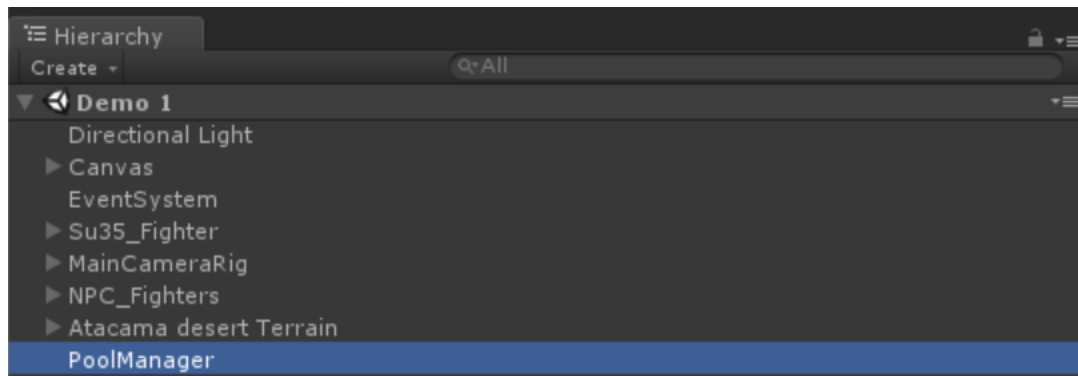 Hierarchy
Create All
Demo 1
Directional Light
Canvas
EventSystem
Su35_Fighter
MainCameraRig
NPC_Fighters
Atacama desert Terrain
PoolManager